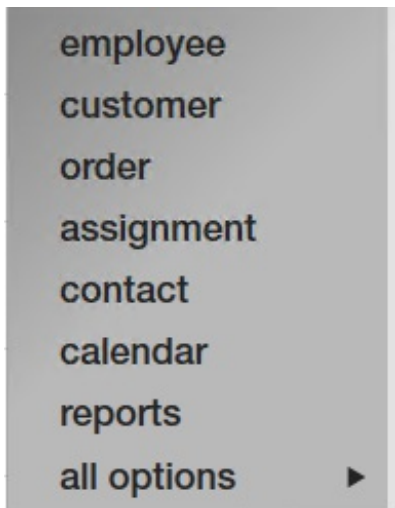 employee
customer
order
assignment
contact
calendar
reports
all options ▶